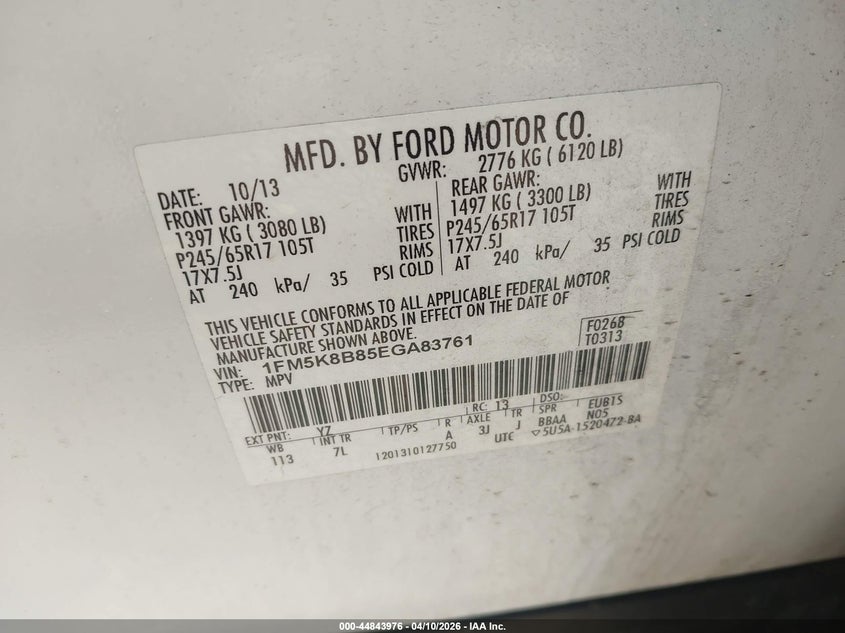 MFD. BY FORD MOTOR CO.
DATE: 10/13
GVWR: 2776 KG ( 6120 LB)
FRONT GAWR:
1397 KG ( 3080 LB) WITH
P245/65R17 105T TIRES
17X7.5J RIMS
AT 240 kPa/ 35 PSI COLD
REAR GAWR: WITH
1497 KG ( 3300 LB) TIRES
P245/65R17 105T RIMS
17X7.5J
AT 240 kPa/ 35 PSI COLD
THIS VEHICLE CONFORMS TO ALL APPLICABLE FEDERAL MOTOR
VEHICLE SAFETY STANDARDS IN EFFECT ON THE DATE OF
MANUFACTURE SHOWN ABOVE.
VIN: 1FM5K8B85EGA83761
TYPE: MPV
F0268
T0313
EXT PNT: YZ RC: 13 DSO:
WB INT TR TP/PS R AXLE TR SPR EUB1S
113 7L A 3J J BBAA N05
1201310127750 UTC ▽5U5A-1520472-BA
000-44843976 - 04/10/2026 - IAA Inc.